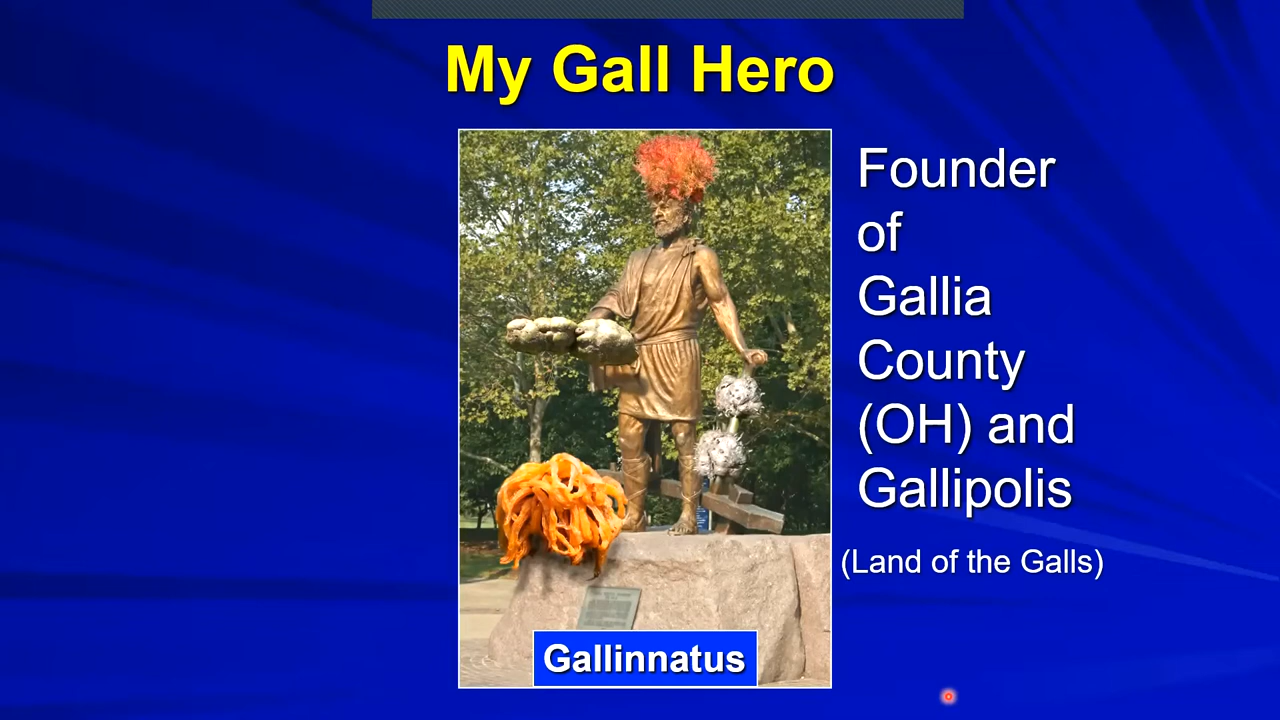 My Gall Hero
Founder
of
Gallia
County
(OH) and
Gallipolis
(Land of the Galls)
Gallinnatus